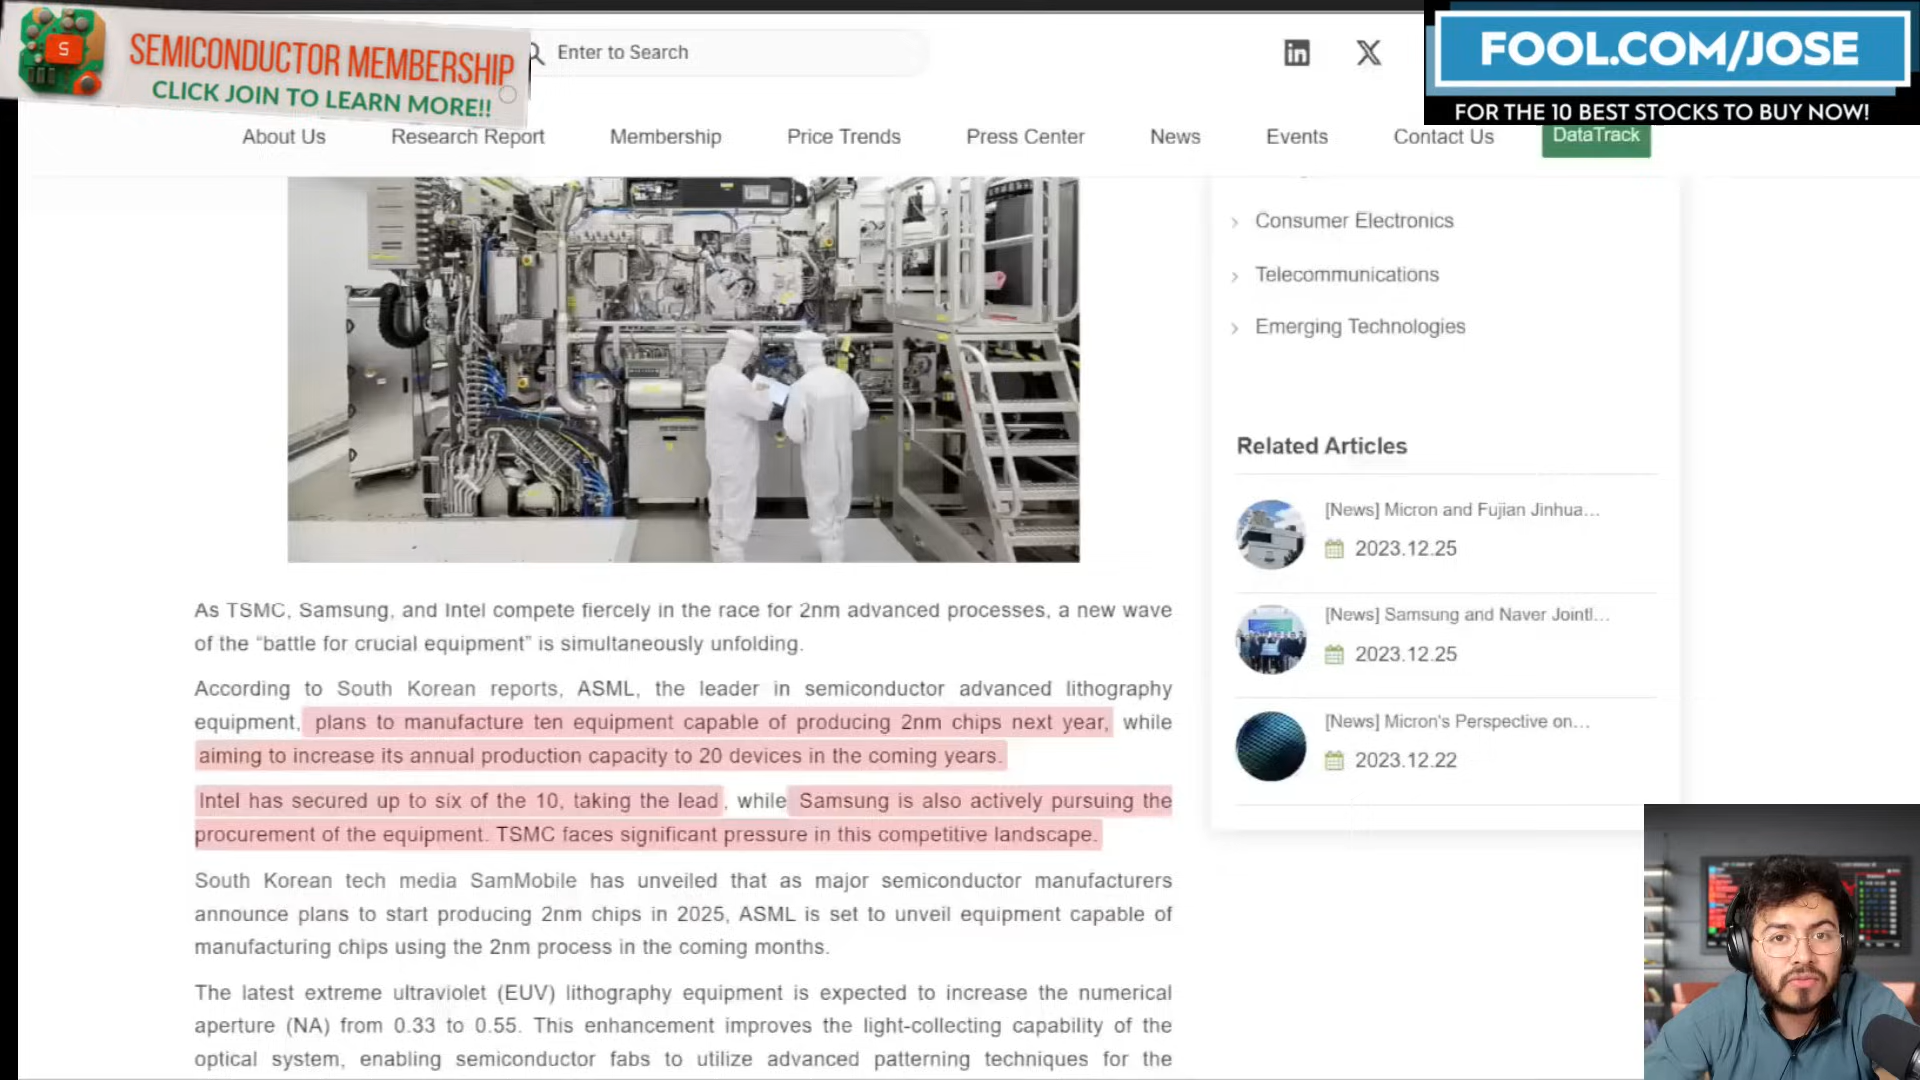 S
SEMICONDUCTOR MEMBERSHIP
CLICK JOIN TO LEARN MORE!!
Enter to Search
FOOL.COM/JOSE
FOR THE 10 BEST STOCKS TO BUY NOW!
About Us
Research Report
Membership
Price Trends
Press Center
News
Events
Contact Us
DataTrack
Consumer Electronics
Telecommunications
Emerging Technologies
Related Articles
[News] Micron and Fujian Jinhua...
2023.12.25
[News] Samsung and Naver Jointl...
2023.12.25
[News] Micron's Perspective on...
2023.12.22
As TSMC, Samsung, and Intel compete fiercely in the race for 2nm advanced processes, a new wave
of the “battle for crucial equipment” is simultaneously unfolding.
According to South Korean reports, ASML, the leader in semiconductor advanced lithography
equipment, plans to manufacture ten equipment capable of producing 2nm chips next year, while
aiming to increase its annual production capacity to 20 devices in the coming years.
Intel has secured up to six of the 10, taking the lead, while Samsung is also actively pursuing the
procurement of the equipment. TSMC faces significant pressure in this competitive landscape.
South Korean tech media SamMobile has unveiled that as major semiconductor manufacturers
announce plans to start producing 2nm chips in 2025, ASML is set to unveil equipment capable of
manufacturing chips using the 2nm process in the coming months.
The latest extreme ultraviolet (EUV) lithography equipment is expected to increase the numerical
aperture (NA) from 0.33 to 0.55. This enhancement improves the light-collecting capability of the
optical system, enabling semiconductor fabs to utilize advanced patterning techniques for the